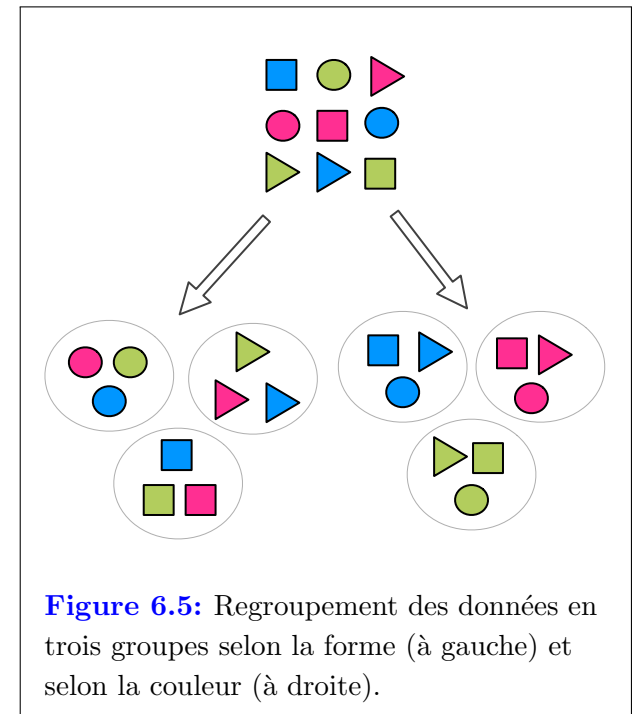 Figure 6.5: Regroupement des données en
trois groupes selon la forme (à gauche) et
selon la couleur (à droite).